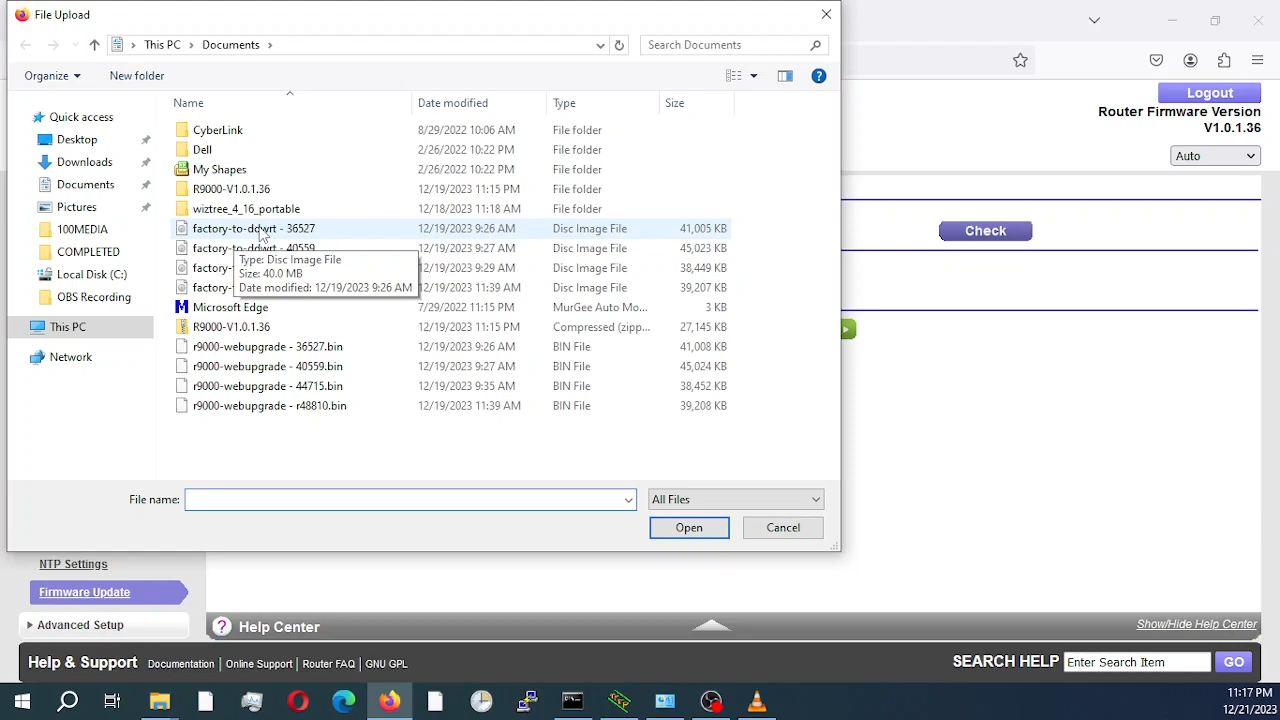 File Upload
This PC
Documents
Search Documents
Organize
New folder
Logout
Router Firmware Version
V1.0.1.36
Auto
Name
Date modified
Type
Size
Quick access
Desktop
Downloads
Documents
Pictures
100MEDIA
COMPLETED
Local Disk (C:)
OBS Recording
This PC
Network
CyberLink 8/29/2022 10:06 AM File folder
Dell 2/26/2022 10:22 PM File folder
My Shapes 2/26/2022 10:22 PM File folder
R9000-V1.0.1.36 12/19/2023 11:15 PM File folder
wiztree_4_16_portable 12/18/2023 11:18 AM File folder
factory-to-ddwrt - 36527 12/19/2023 9:26 AM Disc Image File 41,005 KB
factory-to-ddwrt - 40559 12/19/2023 9:27 AM Disc Image File 45,023 KB
factory- 12/19/2023 9:29 AM Disc Image File 38,449 KB
factory- 12/19/2023 11:39 AM Disc Image File 39,207 KB
Type: Disc Image File
Size: 40.0 MB
Date modified: 12/19/2023 9:26 AM
Microsoft Edge 7/29/2022 11:15 PM MurGee Auto Mo...
3 KB
R9000-V1.0.1.36 12/19/2023 11:15 PM Compressed (zipp... 27,145 KB
r9000-webupgrade - 36527.bin 12/19/2023 9:26 AM BIN File 41,008 KB
r9000-webupgrade - 40559.bin 12/19/2023 9:27 AM BIN File 45,024 KB
r9000-webupgrade - 44715.bin 12/19/2023 9:35 AM BIN File 38,452 KB
r9000-webupgrade - r48810.bin 12/19/2023 11:39 AM BIN File 39,208 KB
File name:
All Files
Open
Cancel
Check
NTP Settings
Firmware Update
Advanced Setup
? Help Center
Show/Hide Help Center
Help & Support Documentation | Online Support | Router FAQ | GNU GPL
SEARCH HELP Enter Search Item GO
11:17 PM
12/21/2023